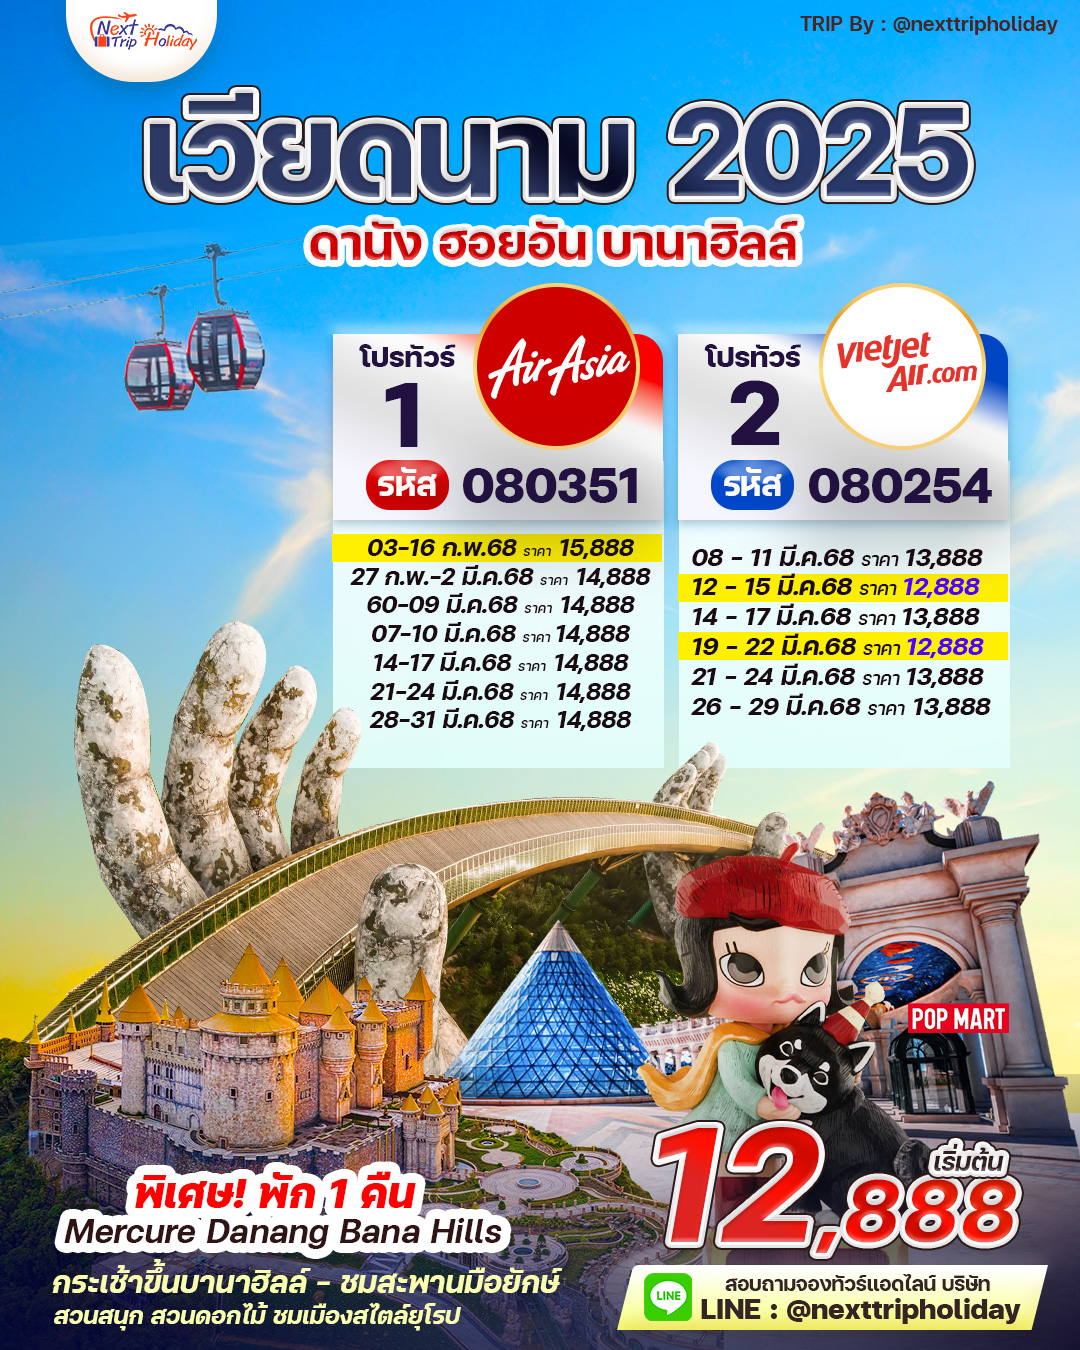 Next
Trip Holiday
TRIP By : @nexttripholiday
เวียดนาม 2025
ดานัง ฮอยอัน บานาฮิลล์
โปรทัวร์
1
AirAsia
รหัส 080351
03-16 ก.พ.68 ราคา 15,888
27 ก.พ.-2 มี.ค.68 ราคา 14,888
60-09 มี.ค.68 ราคา 14,888
07-10 มี.ค.68 ราคา 14,888
14-17 มี.ค.68 ราคา 14,888
21-24 มี.ค.68 ราคา 14,888
28-31 มี.ค.68 ราคา 14,888
โปรทัวร์
2
vietjet
Air.com
รหัส 080254
08 - 11 มี.ค.68 ราคา 13,888
12 - 15 มี.ค.68 ราคา 12,888
14 - 17 มี.ค.68 ราคา 13,888
19 - 22 มี.ค.68 ราคา 12,888
21 - 24 มี.ค.68 ราคา 13,888
26 - 29 มี.ค.68 ราคา 13,888
POP MART
เริ่มต้น
12,888
พิเศษ! พัก 1 คืน
Mercure Danang Bana Hills
กระเช้าขึ้นบานาฮิลล์ - ชมสะพานมือยักษ์
สวนสนุก สวนดอกไม้ ชมเมืองสไตล์ยุโรป
LINE
สอบถามจองทัวร์แอดไลน์ บริษัท
LINE : @nexttripholiday